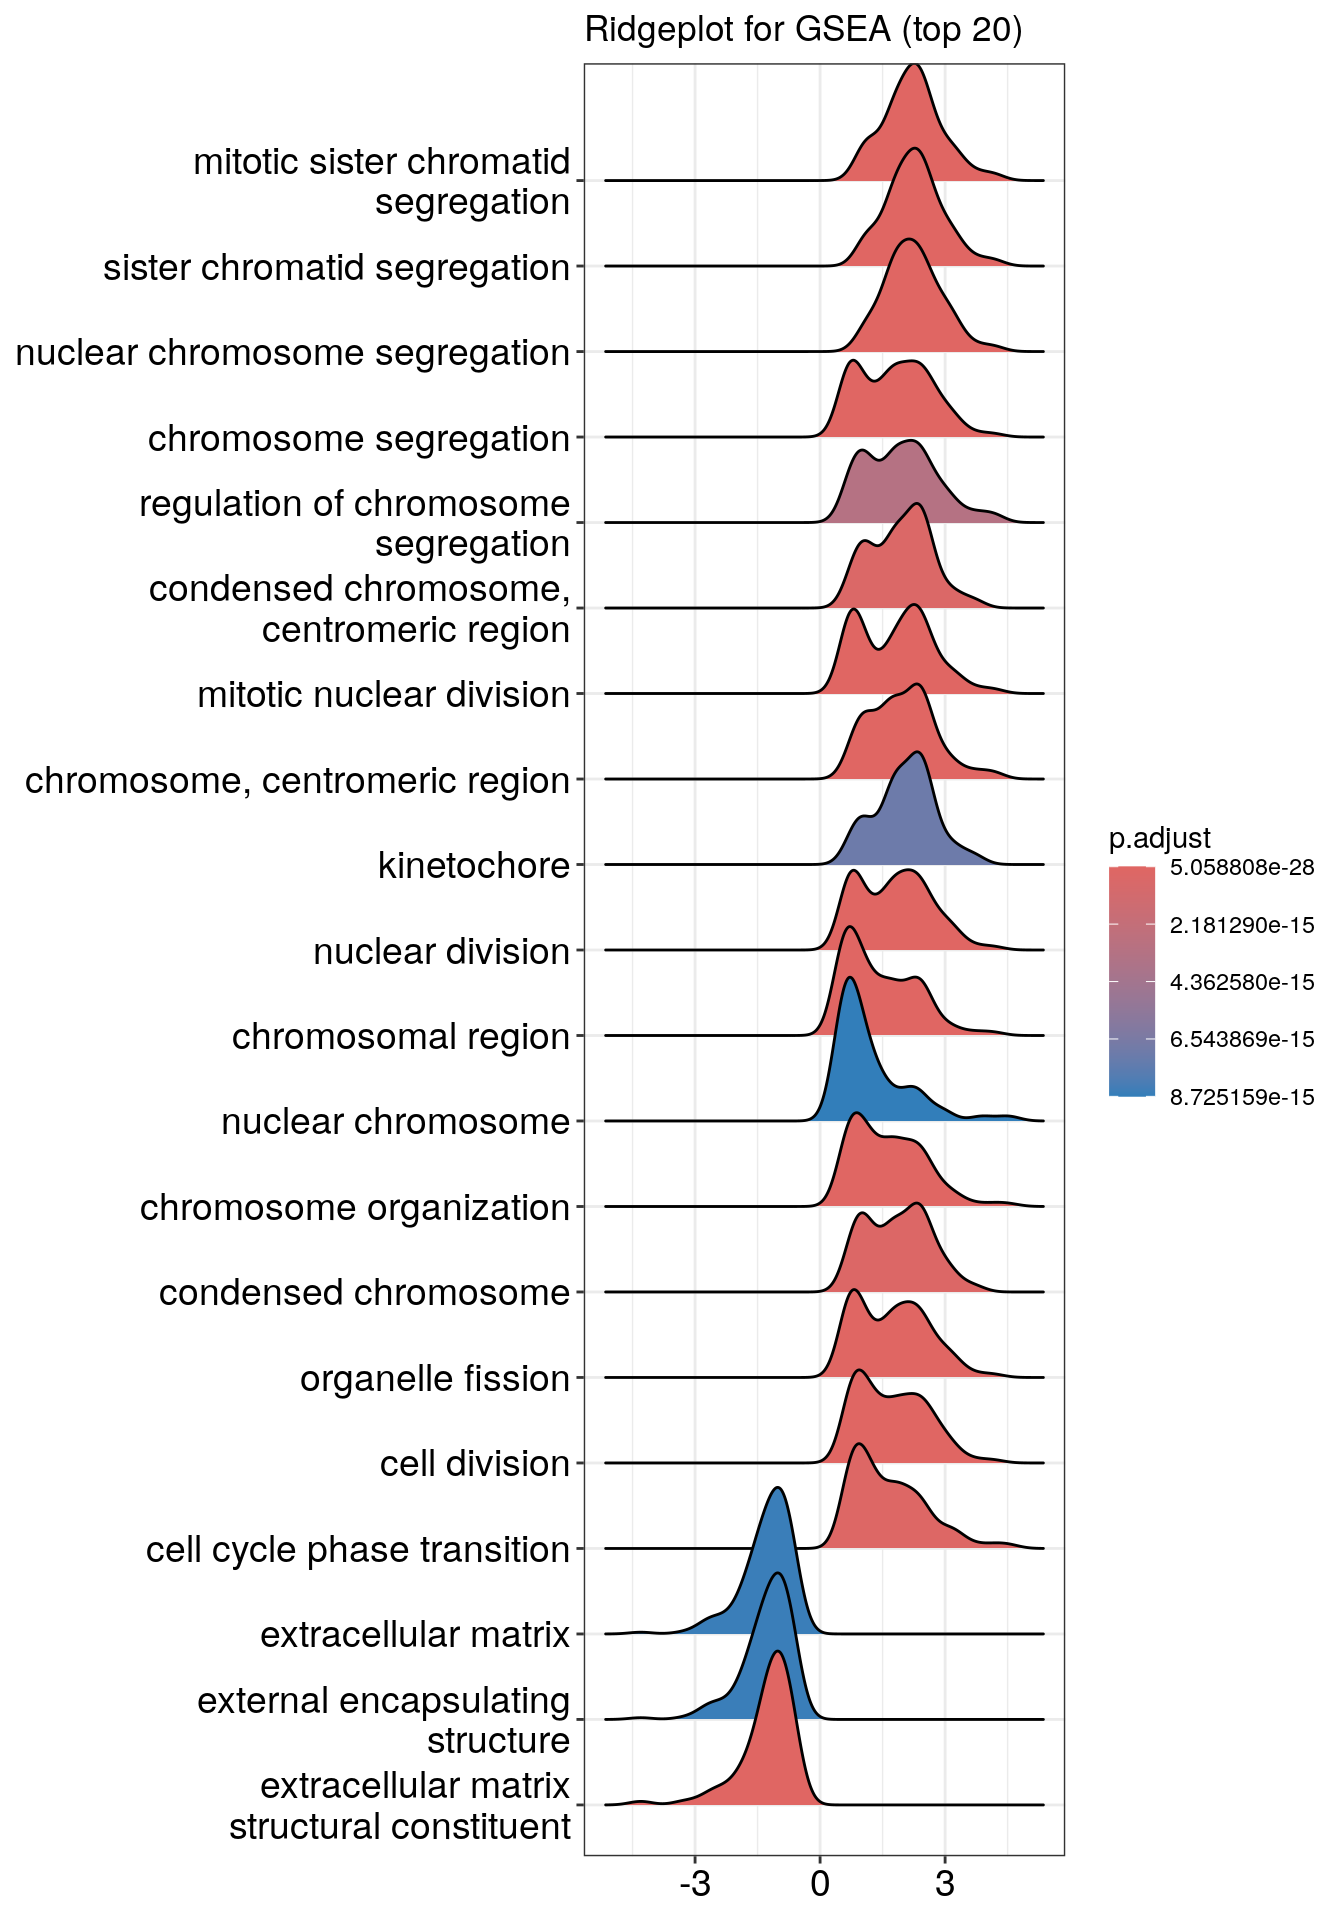 Ridgeplot for GSEA (top 20)
mitotic sister chromatid
segregation
sister chromatid segregation
nuclear chromosome segregation
chromosome segregation
regulation of chromosome
segregation
condensed chromosome,
centromeric region
mitotic nuclear division
chromosome, centromeric region
kinetochore
nuclear division
chromosomal region
nuclear chromosome
chromosome organization
condensed chromosome
organelle fission
cell division
cell cycle phase transition
extracellular matrix
external encapsulating
structure
extracellular matrix
structural constituent
-3 0 3
p.adjust
5.058808e-28
2.181290e-15
4.362580e-15
6.543869e-15
8.725159e-15